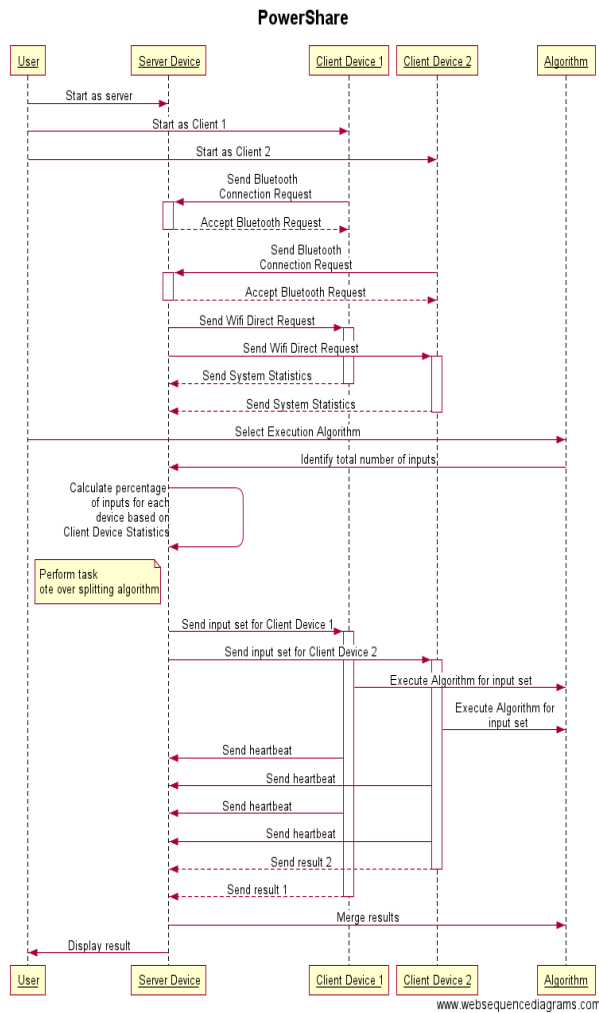 PowerShare
User
Server Device
Client Device 1
Client Device 2
Algorithm
Start as server
Start as Client 1
Start as Client 2
Send Bluetooth
Connection Request
Accept Bluetooth Request
Send Bluetooth
Connection Request
Accept Bluetooth Request
Send Wifi Direct Request
Send Wifi Direct Request
Send System Statistics
Send System Statistics
Select Execution Algorithm
Identify total number of inputs
Calculate percentage
of inputs for each
device based on
Client Device Statistics
Perform task
ote over splitting algorithm
Send input set for Client Device 1
Send input set for Client Device 2
Execute Algorithm for input set
Execute Algorithm for
input set
Send heartbeat
Send heartbeat
Send heartbeat
Send heartbeat
Send result 2
Send result 1
Merge results
Display result
User
Server Device
Client Device 1
Client Device 2
Algorithm
www.websequencediagrams.com